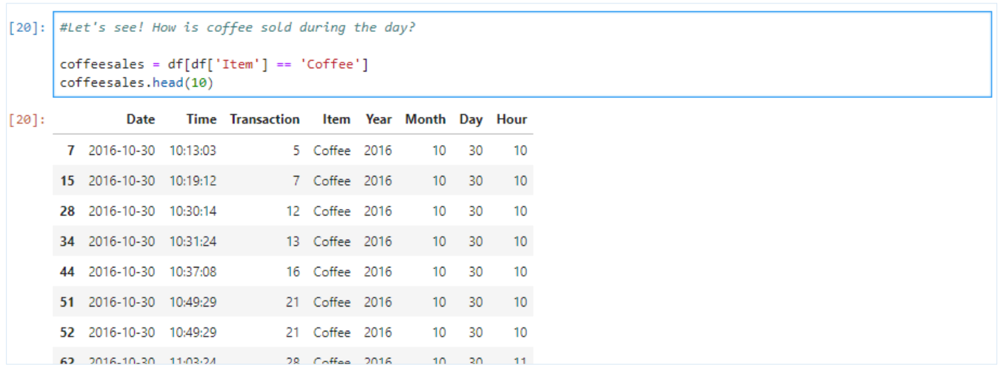 [20]: #Let's see! How is coffee sold during the day?
coffeesales = df[df['Item'] == 'Coffee']
coffeesales.head(10)
[20]: Date Time Transaction Item Year Month Day Hour
7 2016-10-30 10:13:03 5 Coffee 2016 10 30 10
15 2016-10-30 10:19:12 7 Coffee 2016 10 30 10
28 2016-10-30 10:30:14 12 Coffee 2016 10 30 10
34 2016-10-30 10:31:24 13 Coffee 2016 10 30 10
44 2016-10-30 10:37:08 16 Coffee 2016 10 30 10
51 2016-10-30 10:49:29 21 Coffee 2016 10 30 10
52 2016-10-30 10:49:29 21 Coffee 2016 10 30 10
62 2016-10-30 11:03:24 28 Coffee 2016 10 30 11